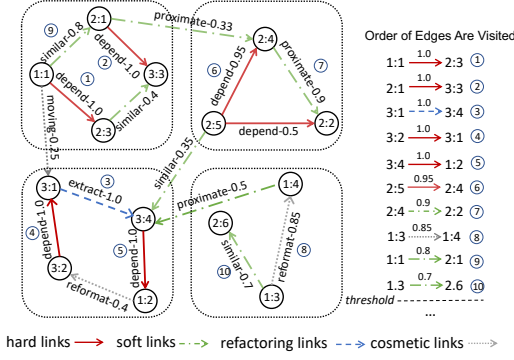 Order of Edges Are Visited
1:1 1.0 2:3 ①
2:1 1.0 3:3 ②
3:1 1.0 3:4 ③
3:2 1.0 3:1 ④
3:4 1.0 1:2 ⑤
2:5 0.95 2:4 ⑥
2:4 0.9 2:2 ⑦
1:3 0.85 1:4 ⑧
1:1 0.8 2:1 ⑨
1.3 0.7 2.6 ⑩
threshold
...
⑨ similar-0.8
2:1
proximate-0.33
2:4
depend-1.0
②
1:1
①
depend-1.0
3:3
similar-0.4
2:3
⑥
depend-0.95
proximate-0.9
⑦
2:5
depend-0.5
2:2
moving-0.25
similar-0.35
3:1
③
extract-1.0
3:4
④
depend-1.0
⑤
depend-1.0
3:2
reformat-0.4
1:2
proximate-0.5
1:4
2:6
reformat-0.85
⑧
⑩
similar-0.7
1:3
hard links soft links refactoring links cosmetic links